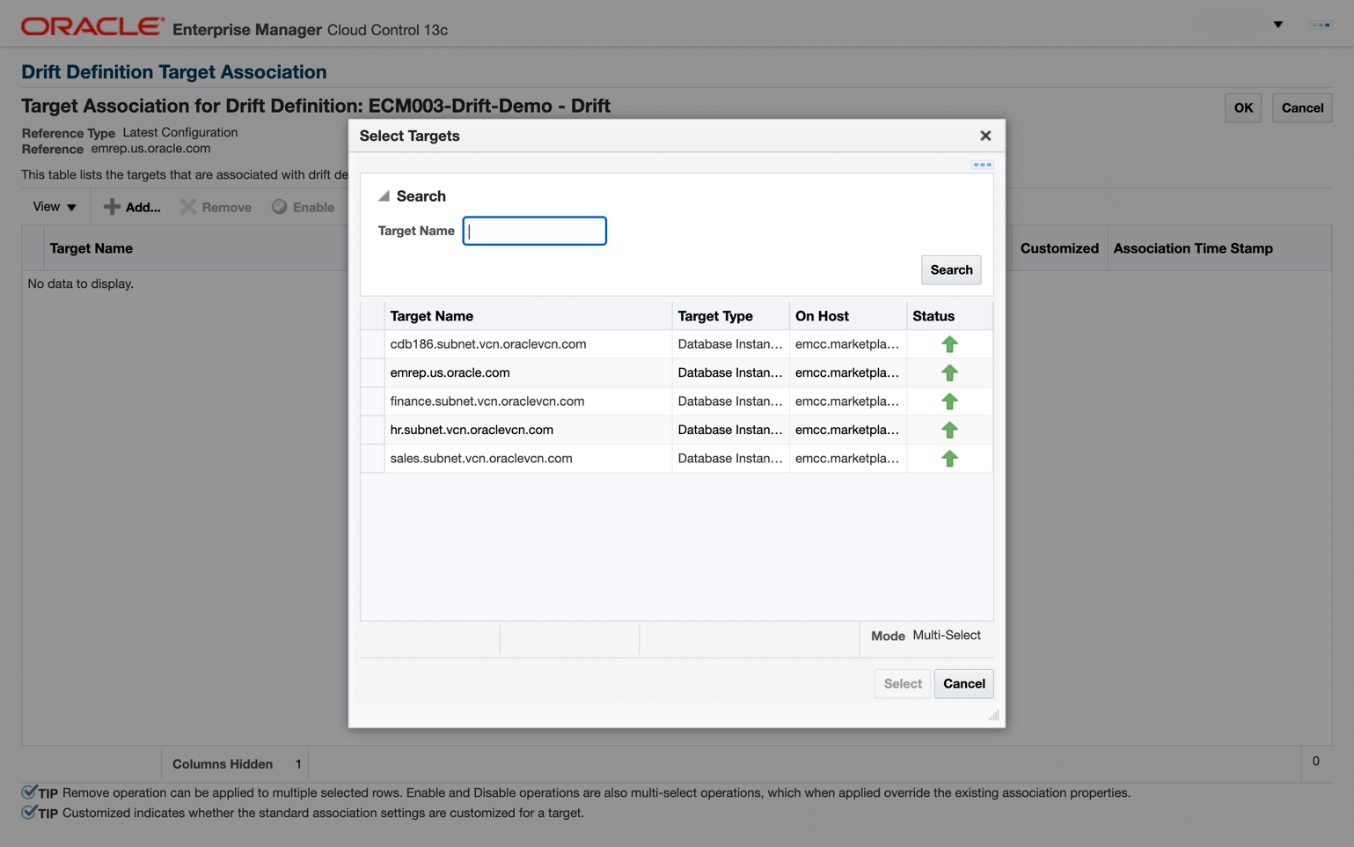 ORACLE Enterprise Manager Cloud Control 13c
Drift Definition Target Association
Target Association for Drift Definition: ECM003-Drift-Demo - Drift
OK Cancel
Reference Type Latest Configuration
Reference emrep.us.oracle.com
This table lists the targets that are associated with drift de
View Add... Remove Enable
Target Name Customized Association Time Stamp
No data to display.
Select Targets
Search
Target Name
Search
Target Name Target Type On Host Status
cdb186.subnet.vcn.oraclevcn.com Database Instan... emcc.marketpla...
emrep.us.oracle.com Database Instan... emcc.marketpla...
finance.subnet.vcn.oraclevcn.com Database Instan... emcc.marketpla...
hr.subnet.vcn.oraclevcn.com Database Instan... emcc.marketpla...
sales.subnet.vcn.oraclevcn.com Database Instan... emcc.marketpla...
Mode Multi-Select
Select Cancel
Columns Hidden 1 0
TIP Remove operation can be applied to multiple selected rows. Enable and Disable operations are also multi-select operations, which when applied override the existing association properties.
TIP Customized indicates whether the standard association settings are customized for a target.